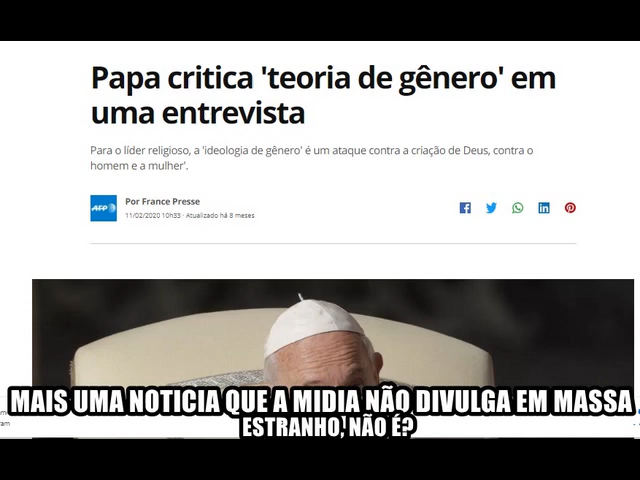 Papa critica 'teoria de gênero' em
uma entrevista
Para o líder religioso, a 'ideologia de gênero' é um ataque contra a criação de Deus, contra o
homem e a mulher'.
AFP
Por France Presse
11/02/2020 10h33 · Atualizado há 8 meses
MAIS UMA NOTICIA QUE A MIDIA NÃO DIVULGA EM MASSA
ESTRANHO, NÃO É?